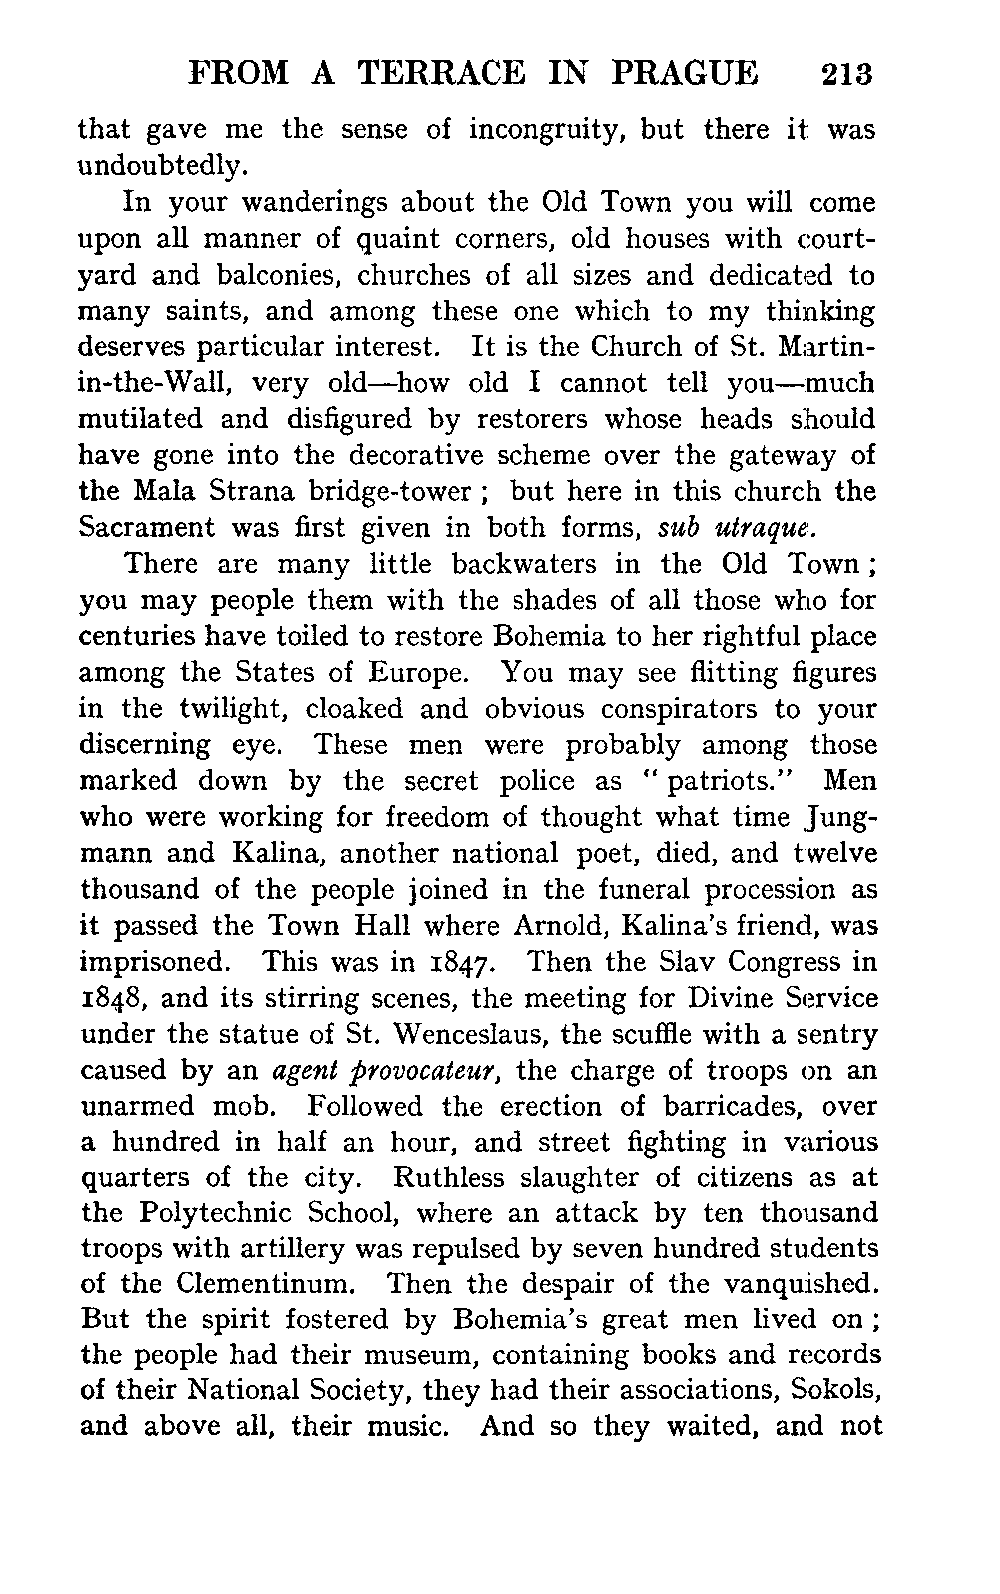 FROM A TERRACE IN PRAGUE 213
that gave me the sense of incongruity, but there it was
undoubtedly.
In your wanderings about the Old Town you will come
upon all manner of quaint corners, old houses with court-
yard and balconies, churches of all sizes and dedicated to
many saints, and among these one which to my thinking
deserves particular interest. It is the Church of St. Martin-
in-the-Wall, very old—how old I cannot tell you—much
mutilated and disfigured by restorers whose heads should
have gone into the decorative scheme over the gateway of
the Mala Strana bridge-tower ; but here in this church the
Sacrament was first given in both forms, sub utraque.
There are many little backwaters in the Old Town ;
you may people them with the shades of all those who for
centuries have toiled to restore Bohemia to her rightful place
among the States of Europe. You may see flitting figures
in the twilight, cloaked and obvious conspirators to your
discerning eye. These men were probably among those
marked down by the secret police as " patriots." Men
who were working for freedom of thought what time Jung-
mann and Kalina, another national poet, died, and twelve
thousand of the people joined in the funeral procession as
it passed the Town Hall where Arnold, Kalina's friend, was
imprisoned. This was in 1847. Then the Slav Congress in
1848, and its stirring scenes, the meeting for Divine Service
under the statue of St. Wenceslaus, the scuffle with a sentry
caused by an agent provocateur, the charge of troops on an
unarmed mob. Followed the erection of barricades, over
a hundred in half an hour, and street fighting in various
quarters of the city. Ruthless slaughter of citizens as at
the Polytechnic School, where an attack by ten thousand
troops with artillery was repulsed by seven hundred students
of the Clementinum. Then the despair of the vanquished.
But the spirit fostered by Bohemia's great men lived on ;
the people had their museum, containing books and records
of their National Society, they had their associations, Sokols,
and above all, their music. And so they waited, and not